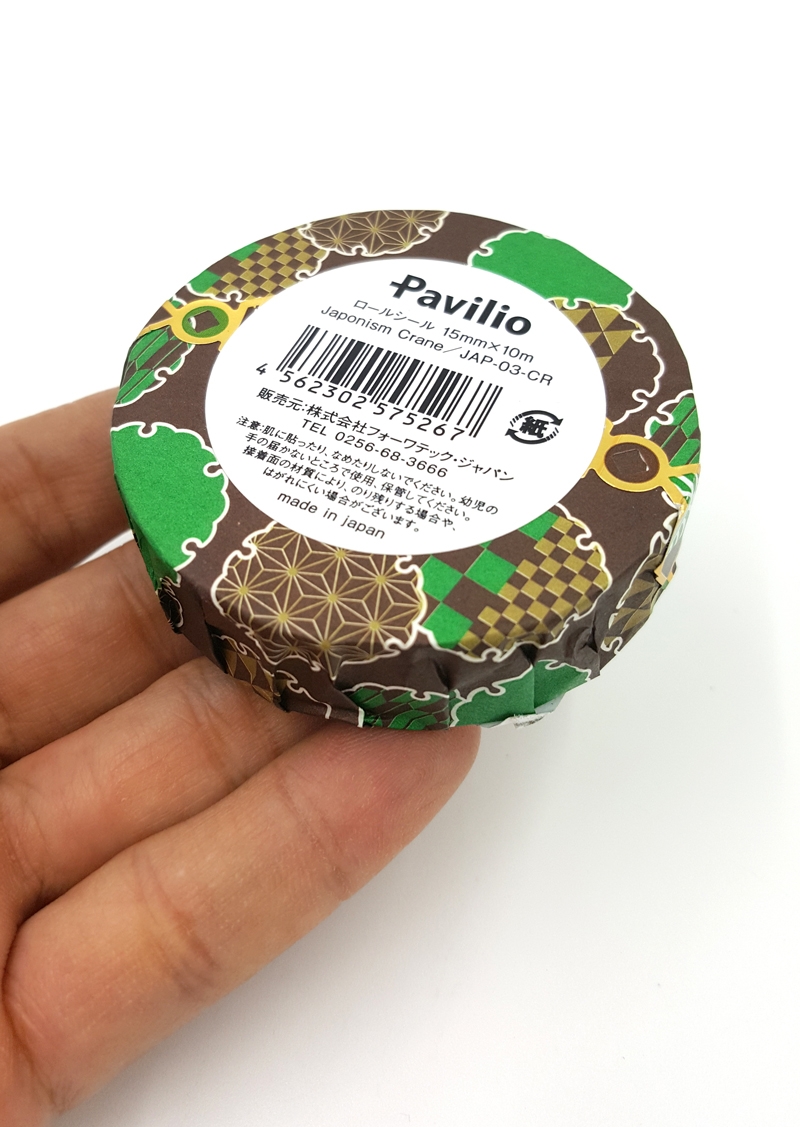 Pavilio
ロールシール 15mm×10m
Japonism Crane／JAP-03-CR
4 562302 575267
販売元:株式会社フォーワテック・ジャパン
TEL 0256-68-3666
紙
注意:肌に貼ったり、なめたりしないでください。幼児の
手の届かないところで使用、保管してください。
接着面の材質により、のり残りする場合や、
はがれにくい場合がございます。
made in japan